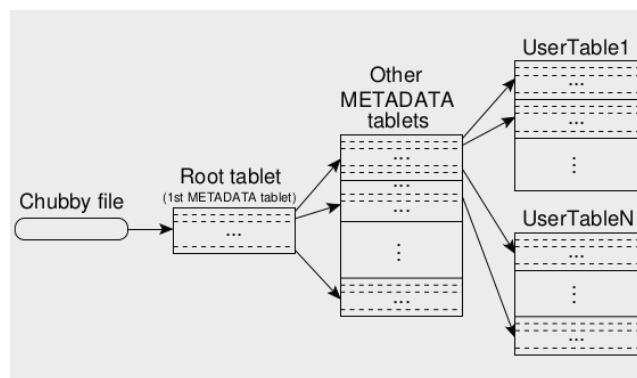 Chubby file
Root tablet
(1st METADATA tablet)
...
Other
METADATA
tablets
...
...
...
⋮
...
UserTable1
...
...
⋮
UserTableN
...
⋮
...